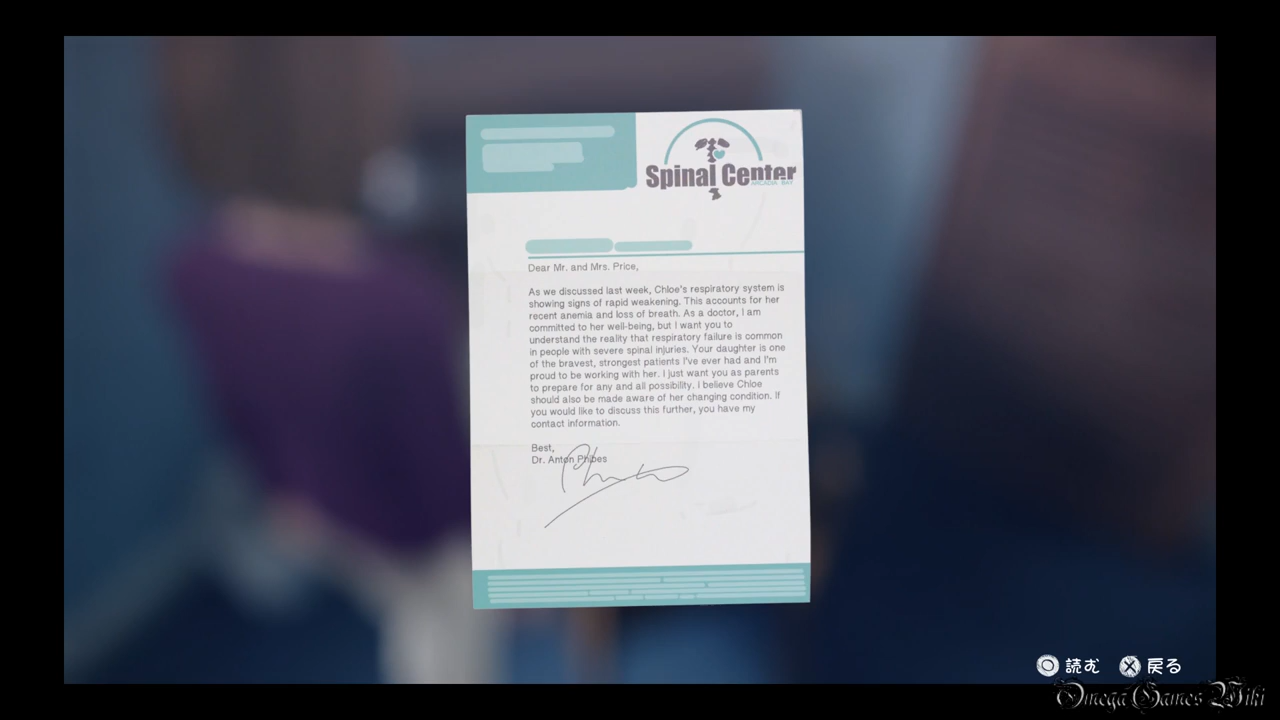 Spinal Center
ARCADIA BAY
Dear Mr. and Mrs. Price,
As we discussed last week, Chloe's respiratory system is
showing signs of rapid weakening. This accounts for her
recent anemia and loss of breath. As a doctor, I am
committed to her well-being, but I want you to
understand the reality that respiratory failure is common
in people with severe spinal injuries. Your daughter is one
of the bravest, strongest patients I've ever had and I'm
proud to be working with her. I just want you as parents
to prepare for any and all possibility. I believe Chloe
should also be made aware of her changing condition. If
you would like to discuss this further, you have my
contact information.
Best,
Dr. Anton Phibes
読む 戻る
Omega Games Wiki